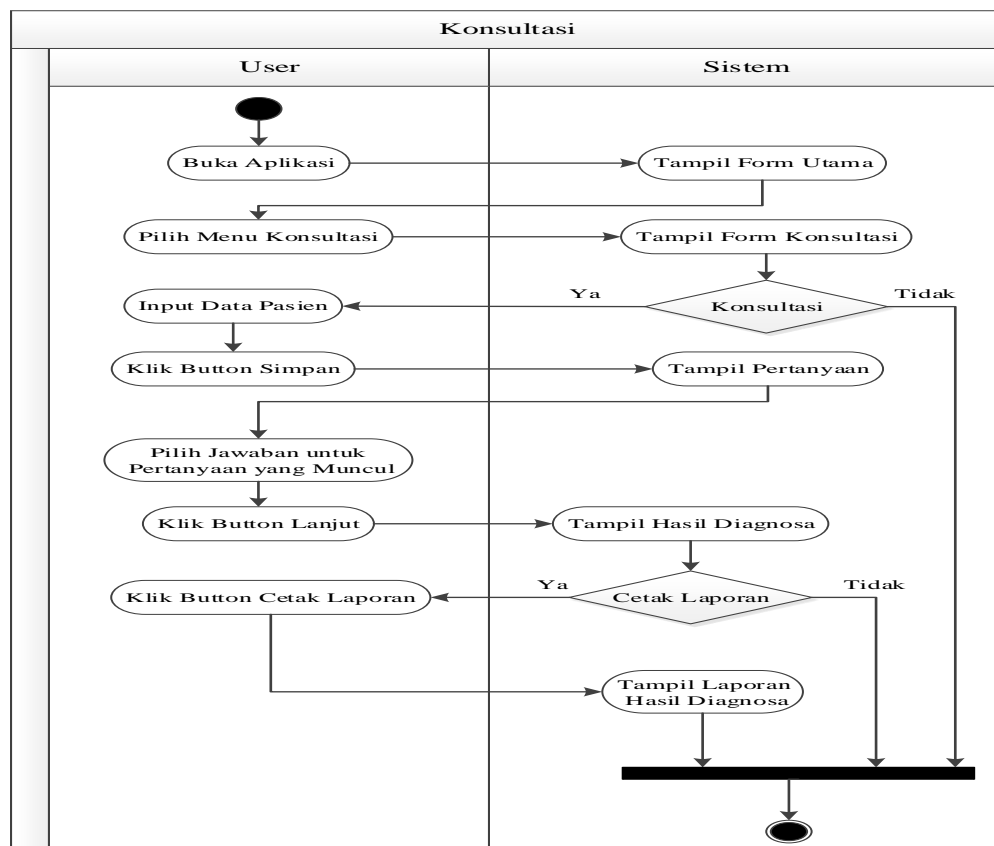 Konsultasi
User
Sistem
Buka Aplikasi
Tampil Form Utama
Pilih Menu Konsultasi
Tampil Form Konsultasi
Input Data Pasien
Ya
Konsultasi
Tidak
Klik Button Simpan
Tampil Pertanyaan
Pilih Jawaban untuk
Pertanyaan yang Muncul
Klik Button Lanjut
Tampil Hasil Diagnosa
Klik Button Cetak Laporan
Ya
Cetak Laporan
Tidak
Tampil Laporan
Hasil Diagnosa